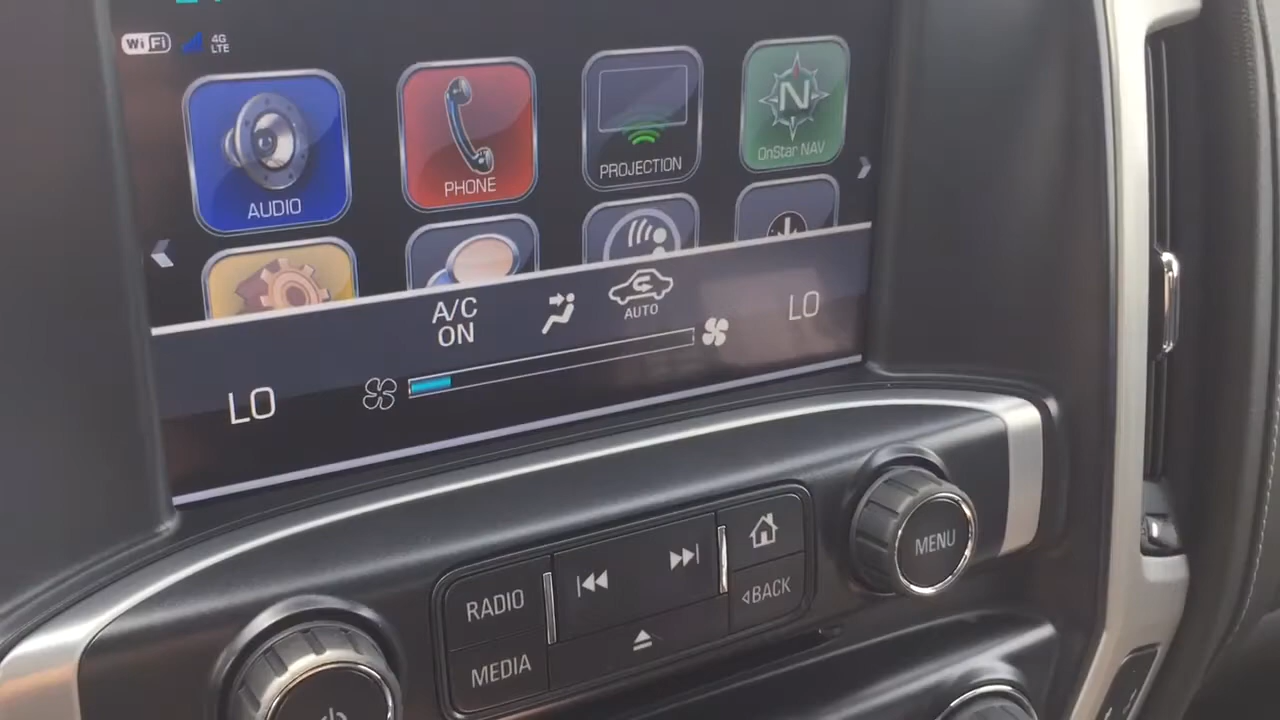 WiFi 4G
LTE
AUDIO
PHONE
PROJECTION
N
OnStar NAV
A/C
ON
AUTO
LO
LO
RADIO
MEDIA
BACK
MENU